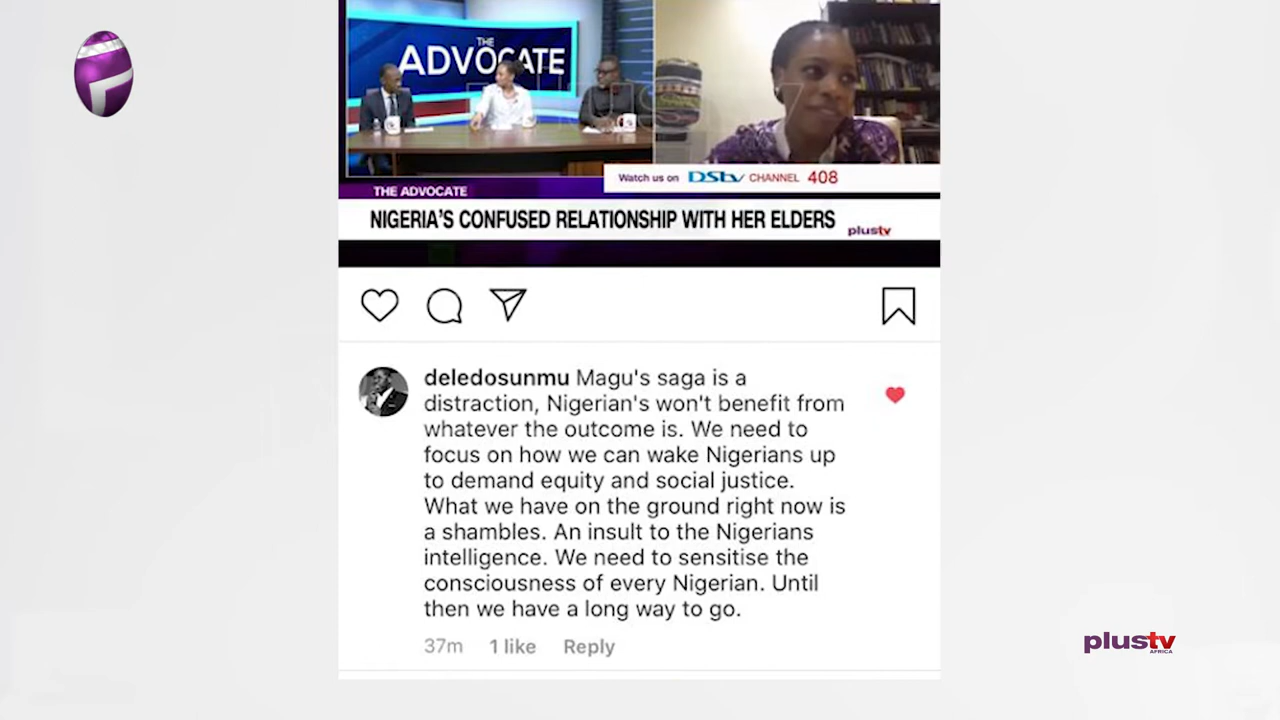 THE
ADVOCATE
Watch us on DStv CHANNEL 408
THE ADVOCATE
NIGERIA'S CONFUSED RELATIONSHIP WITH HER ELDERS
plustv
deledosunmu Magu's saga is a
distraction, Nigerian's won't benefit from
whatever the outcome is. We need to
focus on how we can wake Nigerians up
to demand equity and social justice.
What we have on the ground right now is
a shambles. An insult to the Nigerians
intelligence. We need to sensitise the
consciousness of every Nigerian. Until
then we have a long way to go.
37m 1 like Reply
plustv
AFRICA